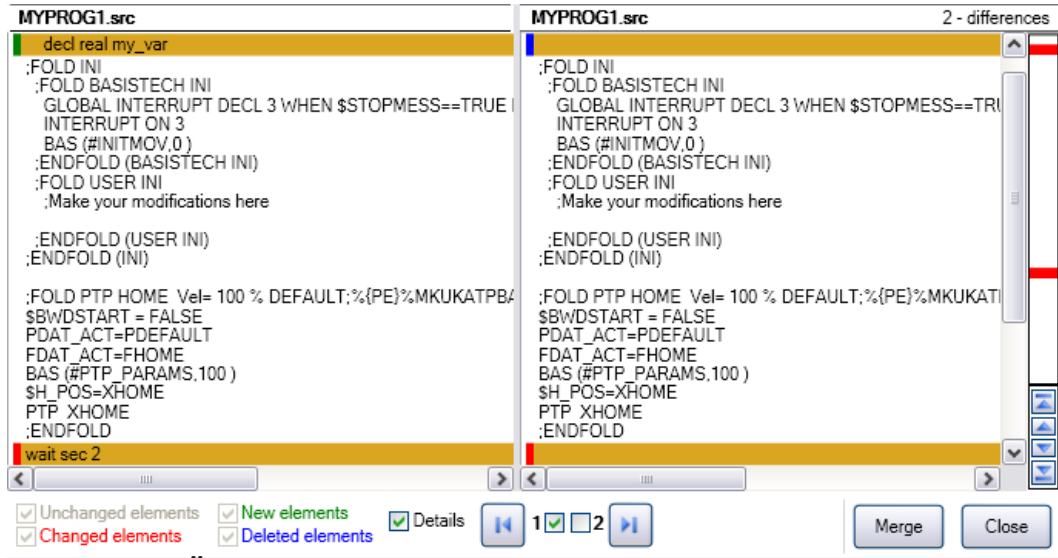 MYPROG1.src
decl real my_var
;FOLD INI
;FOLD BASISTECH INI
GLOBAL INTERRUPT DECL 3 WHEN $STOPMESS==TRUE
INTERRUPT ON 3
BAS (#INITMOV,0 )
;ENDFOLD (BASISTECH INI)
;FOLD USER INI
;Make your modifications here
;ENDFOLD (USER INI)
;ENDFOLD (INI)
;FOLD PTP HOME Vel= 100 % DEFAULT;%{PE}%MKUKATPBA
$BWDSTART = FALSE
PDAT_ACT=PDEFAULT
FDAT_ACT=FHOME
BAS (#PTP_PARAMS,100 )
$H_POS=XHOME
PTP XHOME
;ENDFOLD
wait sec 2
MYPROG1.src 2 - differences
;FOLD INI
;FOLD BASISTECH INI
GLOBAL INTERRUPT DECL 3 WHEN $STOPMESS==TRU
INTERRUPT ON 3
BAS (#INITMOV,0 )
;ENDFOLD (BASISTECH INI)
;FOLD USER INI
;Make your modifications here
;ENDFOLD (USER INI)
;ENDFOLD (INI)
;FOLD PTP HOME Vel= 100 % DEFAULT;%{PE}%MKUKAT
$BWDSTART = FALSE
PDAT_ACT=PDEFAULT
FDAT_ACT=FHOME
BAS (#PTP_PARAMS,100 )
$H_POS=XHOME
PTP XHOME
;ENDFOLD
Unchanged elements New elements Details 1 2 Merge Close
Changed elements Deleted elements